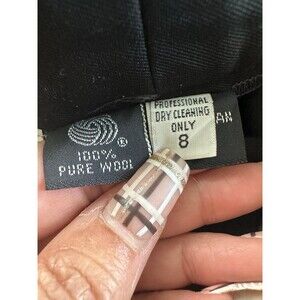 PROFESSIONAL
DRY CLEANING
ONLY
8
AN
®
100%
PURE WOOL